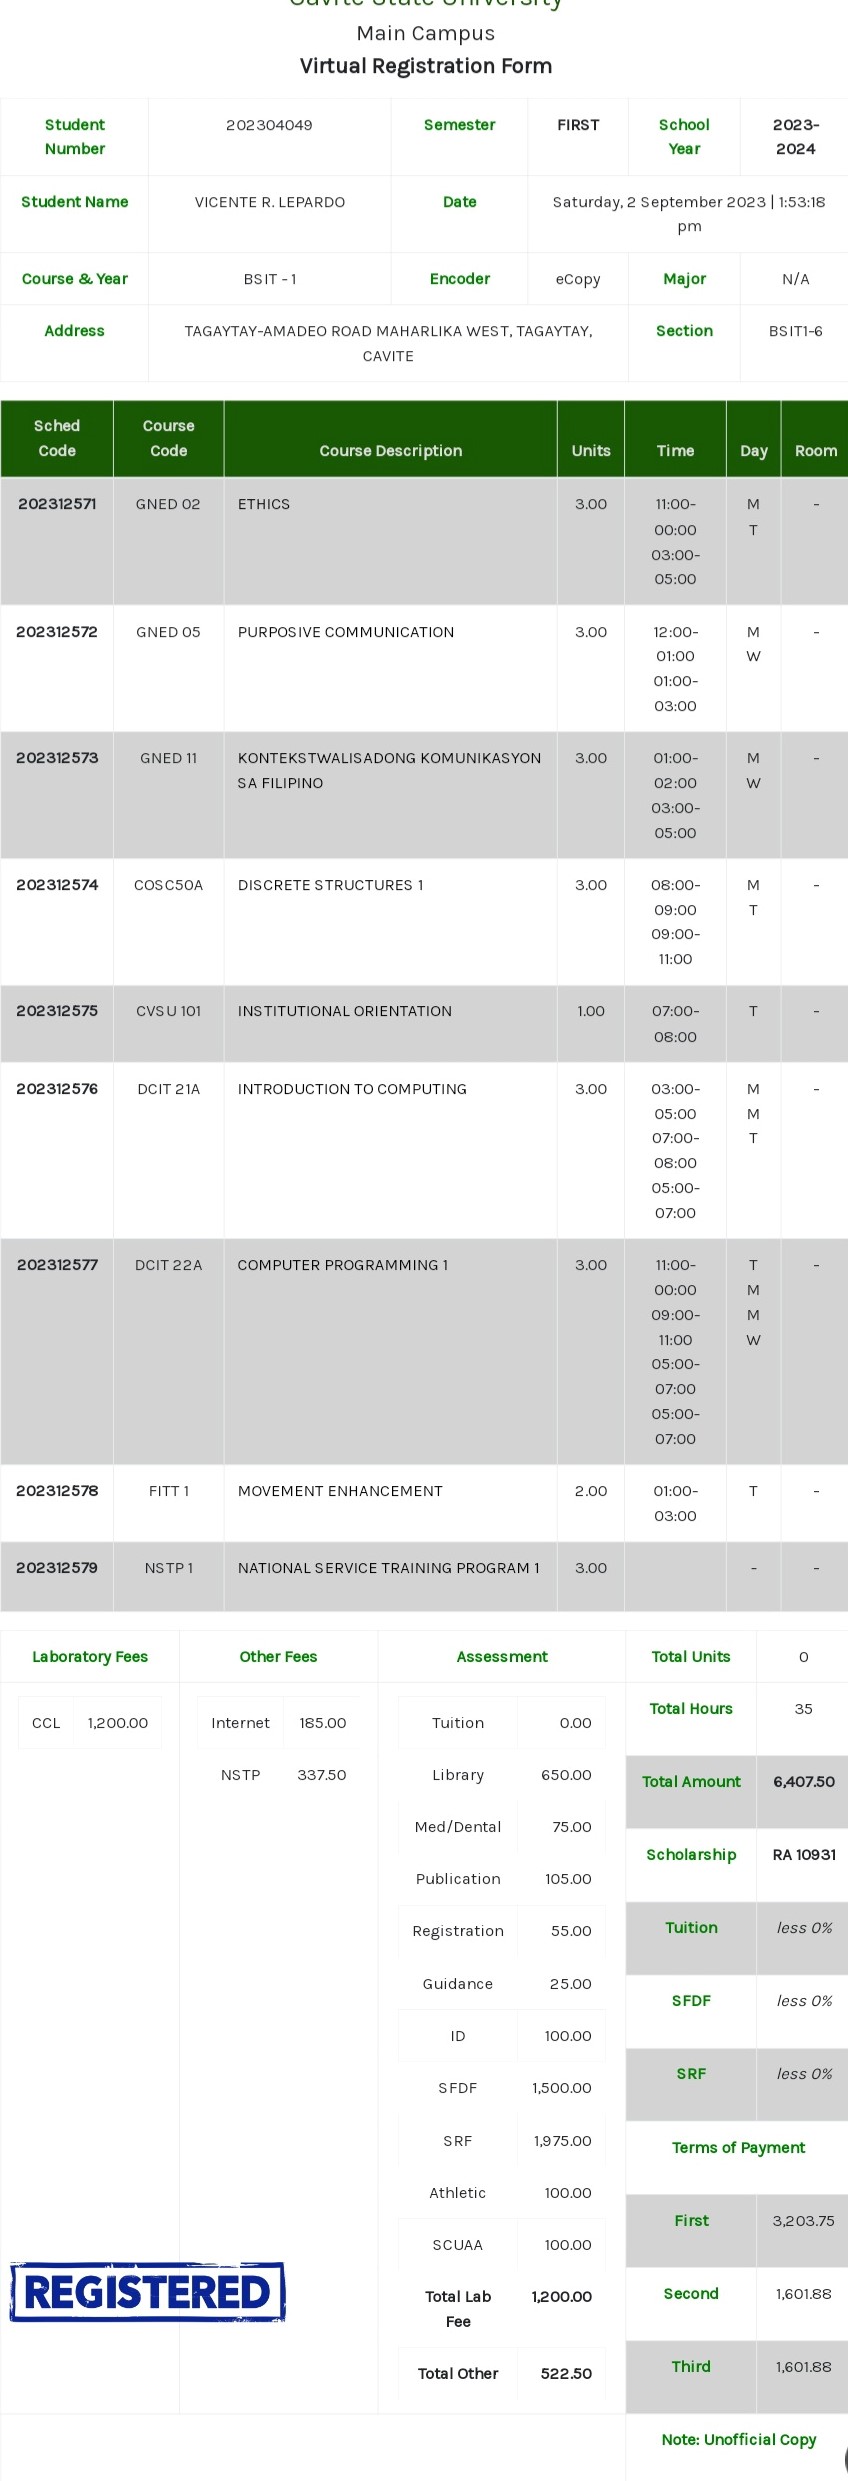 Cavite State University
Main Campus
Virtual Registration Form
Student Number 202304049 Semester FIRST School Year 2023-2024
Student Name VICENTE R. LEPARDO Date Saturday, 2 September 2023 | 1:53:18 pm
Course & Year BSIT - 1 Encoder eCopy Major N/A
Address TAGAYTAY-AMADEO ROAD MAHARLIKA WEST, TAGAYTAY, CAVITE Section BSIT1-6
Sched Code Course Code Course Description Units Time Day Room
202312571 GNED 02 ETHICS 3.00 11:00- M -
00:00 T
03:00-
05:00
202312572 GNED 05 PURPOSIVE COMMUNICATION 3.00 12:00- M -
01:00 W
01:00-
03:00
202312573 GNED 11 KONTEKSTWALISADONG KOMUNIKASYON 3.00 01:00- M -
SA FILIPINO 02:00 W
03:00-
05:00
202312574 COSC50A DISCRETE STRUCTURES 1 3.00 08:00- M -
09:00 T
09:00-
11:00
202312575 CVSU 101 INSTITUTIONAL ORIENTATION 1.00 07:00- T -
08:00
202312576 DCIT 21A INTRODUCTION TO COMPUTING 3.00 03:00- M -
05:00 M
07:00- T
08:00
05:00-
07:00
202312577 DCIT 22A COMPUTER PROGRAMMING 1 3.00 11:00- T -
00:00 M
09:00- M
11:00 W
05:00-
07:00
05:00-
07:00
202312578 FITT 1 MOVEMENT ENHANCEMENT 2.00 01:00- T -
03:00
202312579 NSTP 1 NATIONAL SERVICE TRAINING PROGRAM 1 3.00 - -
Laboratory Fees Other Fees Assessment Total Units 0
CCL 1,200.00 Internet 185.00 Tuition 0.00 Total Hours 35
NSTP 337.50 Library 650.00 Total Amount 6,407.50
Med/Dental 75.00 Scholarship RA 10931
Publication 105.00
Registration 55.00 Tuition less 0%
Guidance 25.00 SFDF less 0%
ID 100.00 SRF less 0%
SFDF 1,500.00
SRF 1,975.00 Terms of Payment
Athletic 100.00 First 3,203.75
SCUAA 100.00
REGISTERED Total Lab Fee 1,200.00 Second 1,601.88
Total Other 522.50 Third 1,601.88
Note: Unofficial Copy